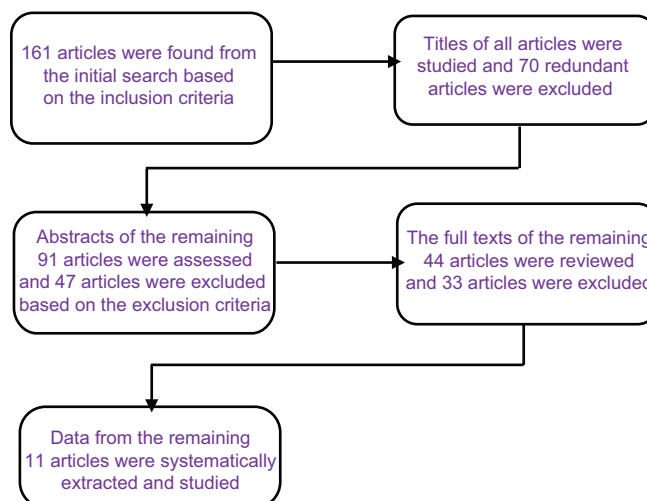 161 articles were found from
the initial search based
on the inclusion criteria
Titles of all articles were
studied and 70 redundant
articles were excluded
Abstracts of the remaining
91 articles were assessed
and 47 articles were excluded
based on the exclusion criteria
The full texts of the remaining
44 articles were reviewed
and 33 articles were excluded
Data from the remaining
11 articles were systematically
extracted and studied